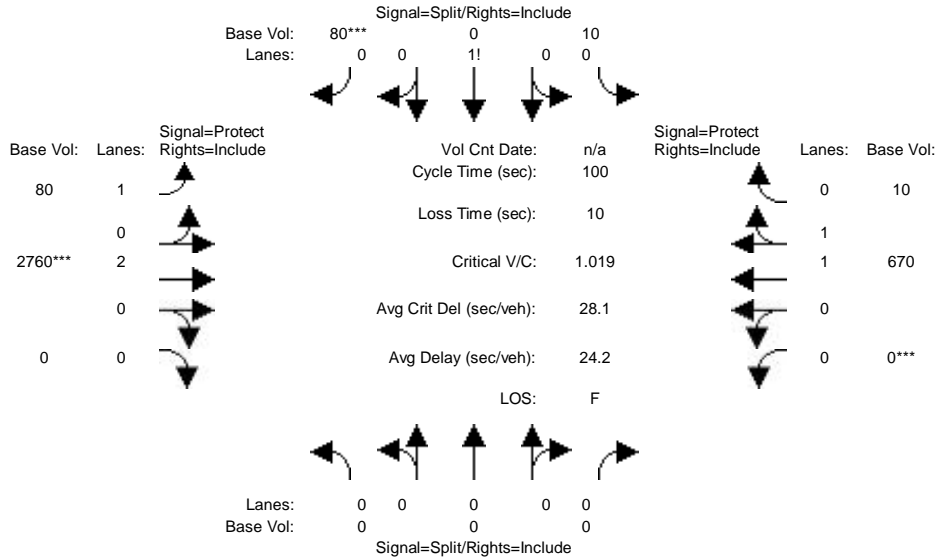 Signal=Split/Rights=Include
Base Vol: 80*** 0 10
Lanes: 0 0 1! 0 0
Signal=Protect Signal=Protect
Base Vol: Lanes: Rights=Include Vol Cnt Date: n/a Rights=Include Lanes: Base Vol:
Cycle Time (sec): 100
80 1 0 10
Loss Time (sec): 10
0 1
2760*** 2 Critical V/C: 1.019 1 670
0 Avg Crit Del (sec/veh): 28.1 0
0 0 Avg Delay (sec/veh): 24.2 0 0***
LOS: F
Lanes: 0 0 0 0 0
Base Vol: 0 0 0
Signal=Split/Rights=Include